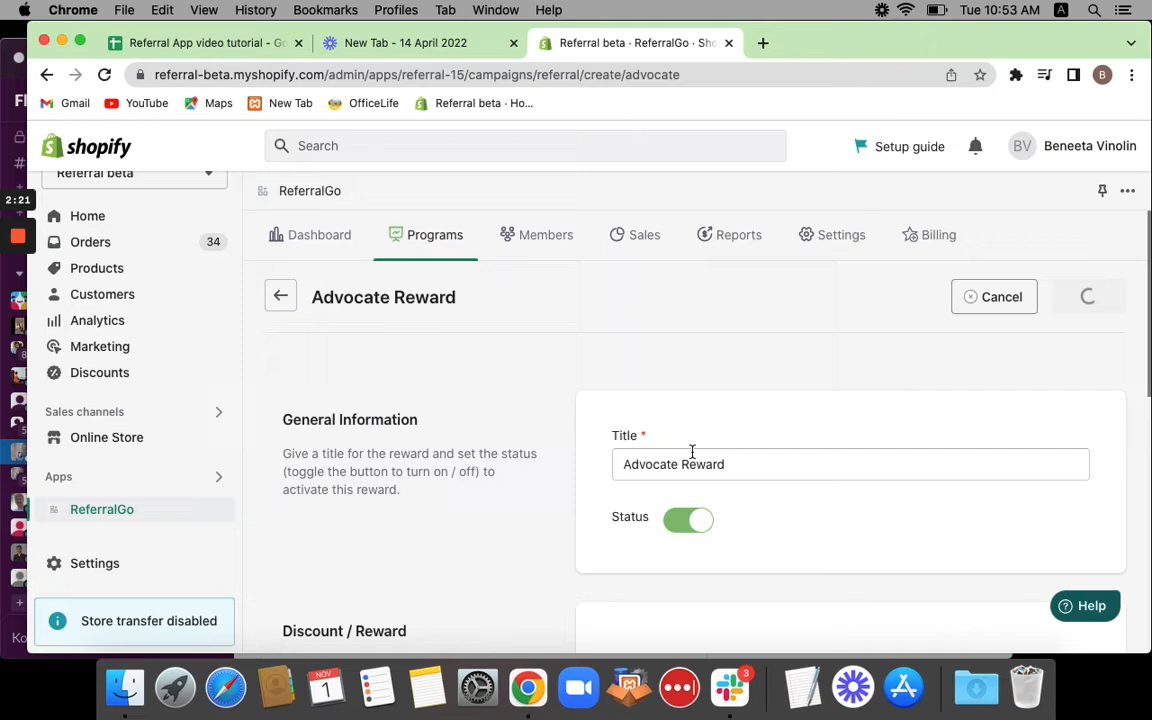 Chrome File Edit View History Bookmarks Profiles Tab Window Help Tue 10:53 AM A
Referral App video tutorial - Go New Tab - 14 April 2022 Referral beta · ReferralGo · Sho
referral-beta.myshopify.com/admin/apps/referral-15/campaigns/referral/create/advocate B
Gmail YouTube Maps New Tab OfficeLife Referral beta · Ho...
shopify Search Setup guide BV Beneeta Vinolin
Referral beta
ReferralGo
2:21
Home
Orders 34
Products
Customers
Analytics
Marketing
Discounts
Sales channels
Online Store
Apps
ReferralGo
Settings
Store transfer disabled
Dashboard Programs Members Sales Reports Settings Billing
Advocate Reward Cancel
General Information
Give a title for the reward and set the status
(toggle the button to turn on / off) to
activate this reward.
Title *
Advocate Reward
Status
Help
Discount / Reward
NOV
1
3